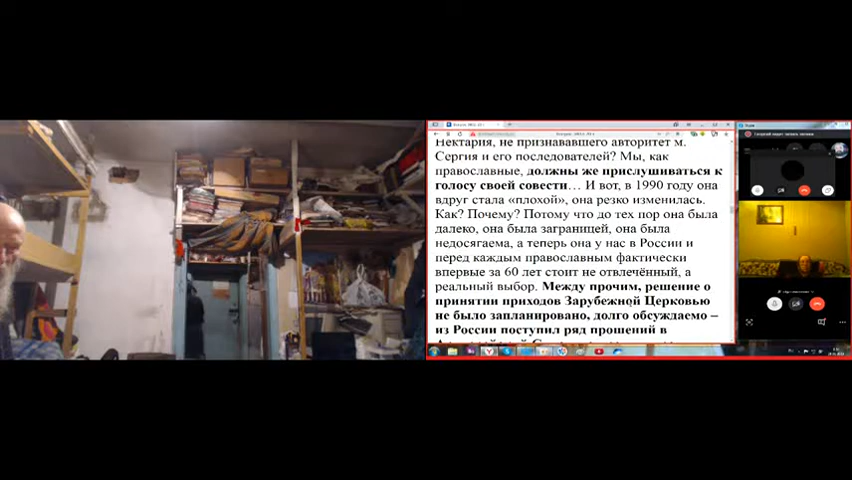 Нектария, не признававшего авторитет м.
Сергия и его последователей? Мы, как
православные, должны же прислушиваться к
голосу своей совести… И вот, в 1990 году она
вдруг стала «плохой», она резко изменилась.
Как? Почему? Потому что до тех пор она была
далеко, она была заграницей, она была
недосягаема, а теперь она у нас в России и
перед каждым православным фактически
впервые за 60 лет стоит не отвлечённый, а
реальный выбор. Между прочим, решение о
принятии приходов Зарубежной Церковью
не было запланировано, долго обсуждаемо –
из России поступил ряд прошений в